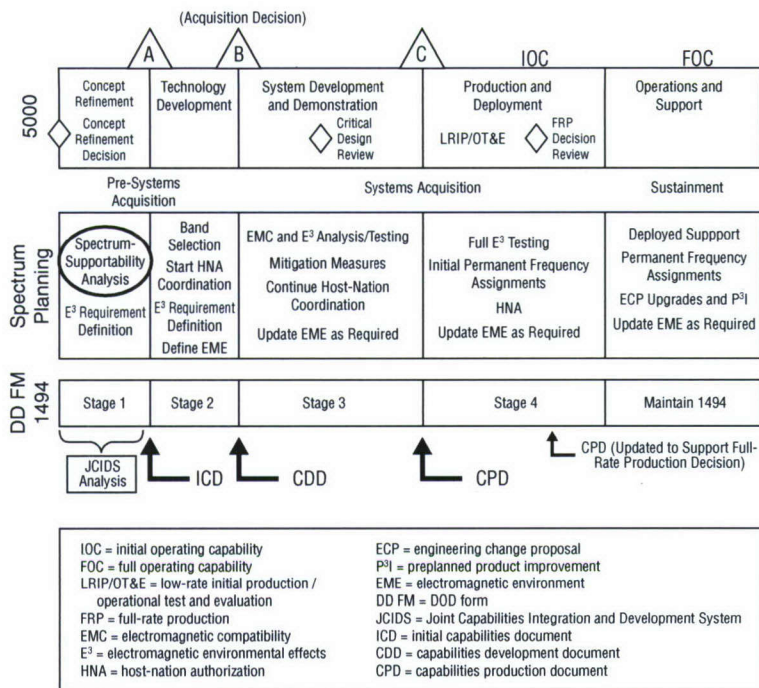 (Acquisition Decision)
A
B
C
IOC
FOC
5000
Concept
Refinement
Concept
Refinement
Decision
Technology
Development
System Development
and Demonstration
Critical
Design
Review
Production and
Deployment
LRIP/OT&E
FRP
Decision
Review
Operations and
Support
Pre-Systems
Acquisition
Systems Acquisition
Sustainment
Spectrum
Planning
Spectrum-
Supportability
Analysis
E³ Requirement
Definition
Band
Selection
Start HNA
Coordination
E³ Requirement
Definition
Define EME
EMC and E³ Analysis/Testing
Mitigation Measures
Continue Host-Nation
Coordination
Update EME as Required
Full E³ Testing
Initial Permanent Frequency
Assignments
HNA
Update EME as Required
Deployed Suppport
Permanent Frequency
Assignments
ECP Upgrades and P³I
Update EME as Required
DD FM
1494
Stage 1
Stage 2
Stage 3
Stage 4
Maintain 1494
JCIDS
Analysis
ICD
CDD
CPD
CPD (Updated to Support Full-
Rate Production Decision)
IOC = initial operating capability
FOC = full operating capability
LRIP/OT&E = low-rate initial production /
operational test and evaluation
FRP = full-rate production
EMC = electromagnetic compatibility
E³ = electromagnetic environmental effects
HNA = host-nation authorization
ECP = engineering change proposal
P³I = preplanned product improvement
EME = electromagnetic environment
DD FM = DOD form
JCIDS = Joint Capabilities Integration and Development System
ICD = initial capabilities document
CDD = capabilities development document
CPD = capabilities production document